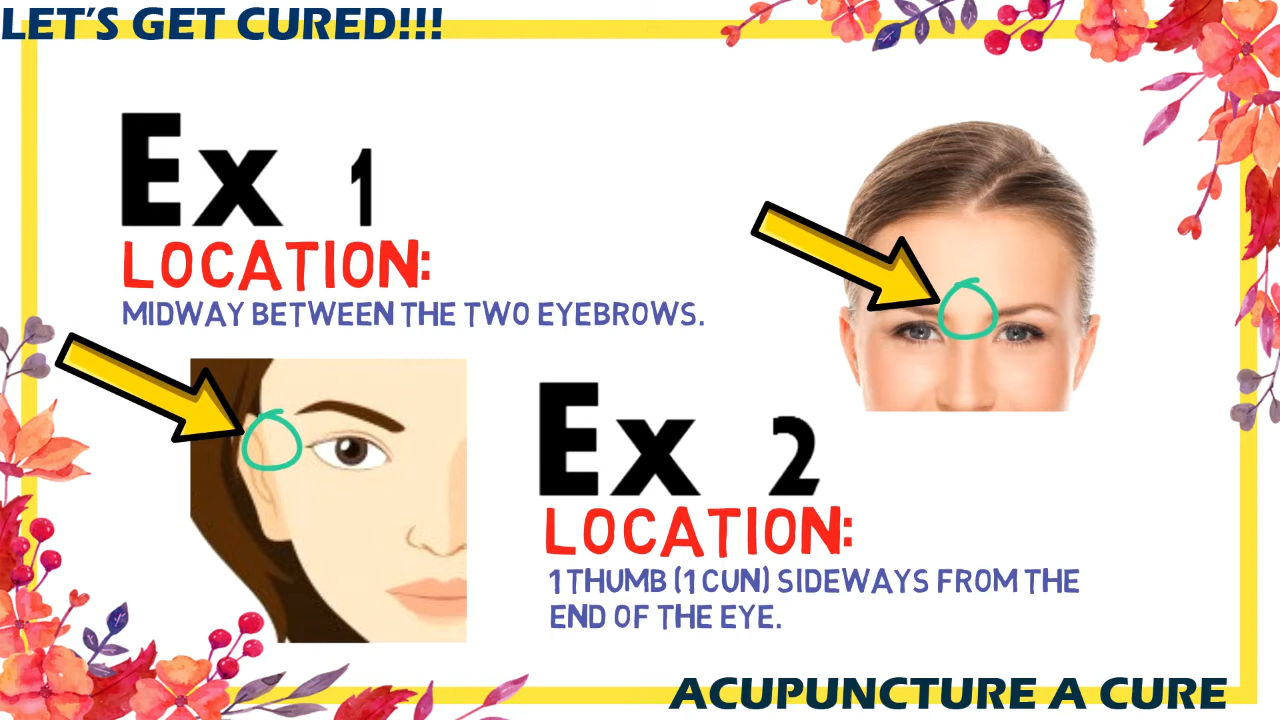 LET'S GET CURED!!!
Ex 1
LOCATION:
MIDWAY BETWEEN THE TWO EYEBROWS.
Ex 2
LOCATION:
1 THUMB (1 CUN) SIDEWAYS FROM THE
END OF THE EYE.
ACUPUNCTURE A CURE